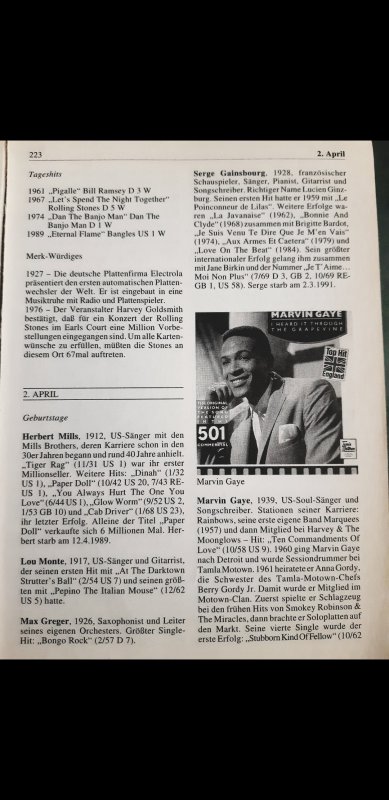 223
2. April
Tageshits
1961 „Pigalle" Bill Ramsey D 3 W
1967 „Let's Spend The Night Together"
Rolling Stones D 5 W
1974 „Dan The Banjo Man" Dan The
Banjo Man D 1 W
1989 „Eternal Flame" Bangles US 1 W
Merk-Würdiges
1927 – Die deutsche Plattenfirma Electrola
präsentiert den ersten automatischen Platten-
wechsler der Welt. Er ist eingebaut in eine
Musiktruhe mit Radio und Plattenspieler.
1976 – Der Veranstalter Harvey Goldsmith
bestätigt, daß für ein Konzert der Rolling
Stones im Earls Court eine Million Vorbe-
stellungen eingegangen sind. Um alle Karten-
wünsche zu erfüllen, müßten die Stones an
diesem Ort 67mal auftreten.
2. APRIL
Geburtstage
Herbert Mills, 1912, US-Sänger mit den
Mills Brothers, deren Karriere schon in den
30er Jahren begann und rund 40 Jahre anhielt.
„Tiger Rag" (11/31 US 1) war ihr erster
Millionseller. Weitere Hits: „Dinah" (1/32
US 1), „Paper Doll" (10/42 US 20, 7/43 RE-
US 1), „You Always Hurt The One You
Love" (6/44 US 1), „Glow Worm" (9/52 US 2,
1/53 GB 10) und „Cab Driver" (1/68 US 23),
ihr letzter Erfolg. Alleine der Titel „Paper
Doll" verkaufte sich 6 Millionen Mal. Her-
bert starb am 12.4.1989.
Lou Monte, 1917, US-Sänger und Gitarrist,
der seinen ersten Hit mit „At The Darktown
Strutter's Ball" (2/54 US 7) und seinen größ-
ten mit „Pepino The Italian Mouse" (12/62
US 5) hatte.
Max Greger, 1926, Saxophonist und Leiter
seines eigenen Orchesters. Größter Single-
Hit: „Bongo Rock" (2/57 D 7).
Serge Gainsbourg, 1928, französischer
Schauspieler, Sänger, Pianist, Gitarrist und
Songschreiber. Richtiger Name Lucien Ginz-
burg. Seinen ersten Hit hatte er 1959 mit „Le
Poinconneur de Lilas". Weitere Erfolge wa-
ren „La Javanaise" (1962), „Bonnie And
Clyde" (1968) zusammen mit Brigitte Bardot,
„Je Suis Venu Te Dire Que Je M'en Vais"
(1974), „Aux Armes Et Caetera" (1979) und
„Love On The Beat" (1984). Sein größter
internationaler Erfolg gelang ihm zusammen
mit Jane Birkin und der Nummer „Je T'Aime…
Moi Non Plus" (7/69 D 3, GB 2, 10/69 RE-
GB 1, US 58). Serge starb am 2.3.1991.
MARVIN GAYE
I HEARD IT THROUGH
THE GRAPEVINE
Top Hit
England
THE ORIGINAL
VERSION OF
THE SONG
FEATURED
IN THE
501
COMMERCIAL
Marvin Gaye
Marvin Gaye, 1939, US-Soul-Sänger und
Songschreiber. Stationen seiner Karriere:
Rainbows, seine erste eigene Band Marquees
(1957) und dann Mitglied bei Harvey & The
Moonglows – Hit: „Ten Commandments Of
Love" (10/58 US 9). 1960 ging Marvin Gaye
nach Detroit und wurde Sessiondrummer bei
Tamla Motown. 1961 heiratete er Anna Gordy,
die Schwester des Tamla-Motown-Chefs
Berry Gordy Jr. Damit wurde er Mitglied im
Motown-Clan. Zuerst spielte er Schlagzeug
bei den frühen Hits von Smokey Robinson &
The Miracles, dann brachte er Soloplatten auf
den Markt. Seine vierte Single wurde der
erste Erfolg: „Stubborn Kind Of Fellow" (10/62